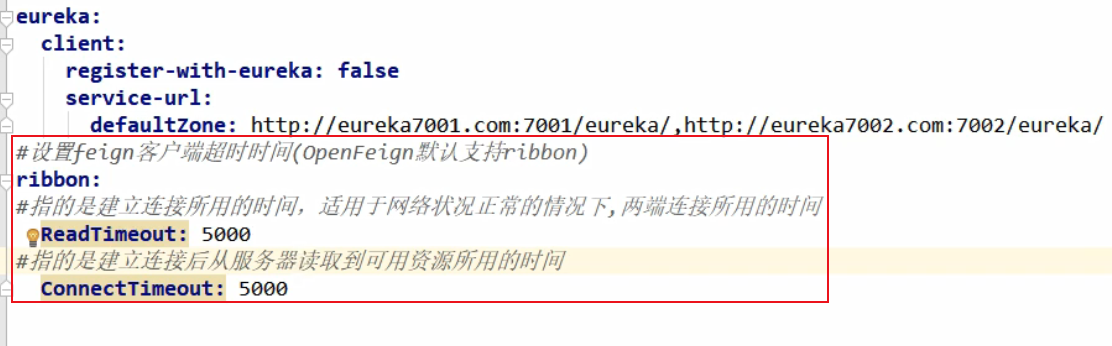 eureka:
  client:
    register-with-eureka: false
    service-url:
      defaultZone: http://eureka7001.com:7001/eureka/,http://eureka7002.com:7002/eureka/
#设置feign客户端超时时间(OpenFeign默认支持ribbon)
ribbon:
#指的是建立连接所用的时间，适用于网络状况正常的情况下,两端连接所用的时间
  ReadTimeout: 5000
#指的是建立连接后从服务器读取到可用资源所用的时间
  ConnectTimeout: 5000